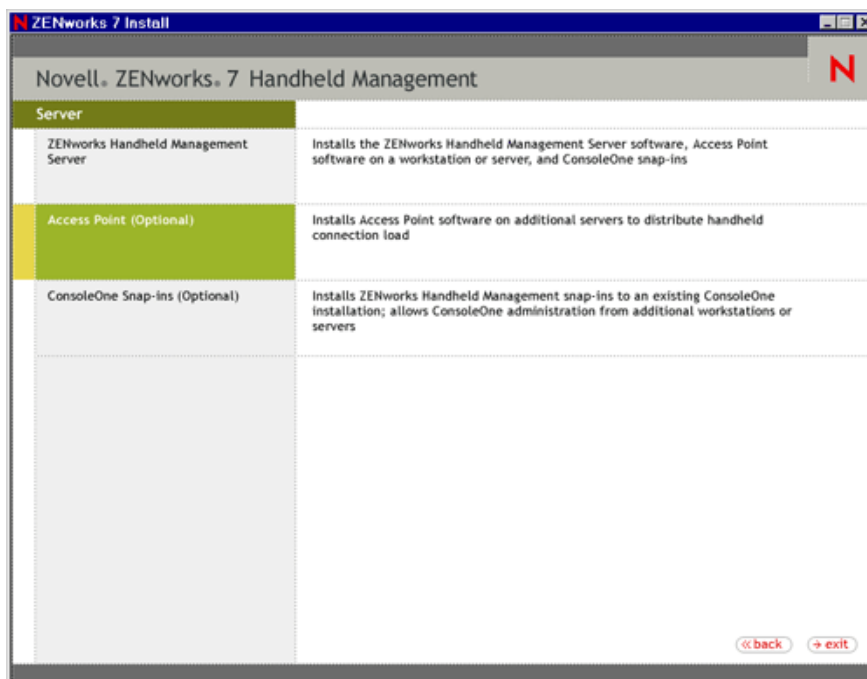 N ZENworks 7 Install
Novell® ZENworks® 7 Handheld Management
N
Server
ZENworks Handheld Management
Server
Installs the ZENworks Handheld Management Server software, Access Point
software on a workstation or server, and ConsoleOne snap-ins
Access Point (Optional)
Installs Access Point software on additional servers to distribute handheld
connection load
ConsoleOne Snap-ins (Optional)
Installs ZENworks Handheld Management snap-ins to an existing ConsoleOne
installation; allows ConsoleOne administration from additional workstations or
servers
« back
→ exit